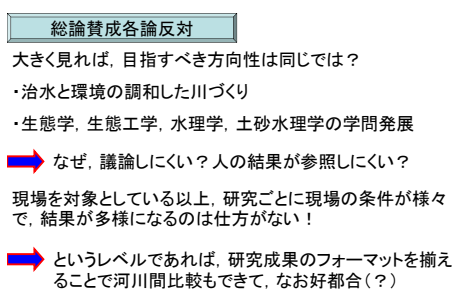 総論賛成各論反対
大きく見れば，目指すべき方向性は同じでは？
・治水と環境の調和した川づくり
・生態学，生態工学，水理学，土砂水理学の学問発展
なぜ，議論しにくい？人の結果が参照しにくい？
現場を対象としている以上，研究ごとに現場の条件が様々
で，結果が多様になるのは仕方がない！
というレベルであれば，研究成果のフォーマットを揃え
ることで河川間比較もできて，なお好都合（？）